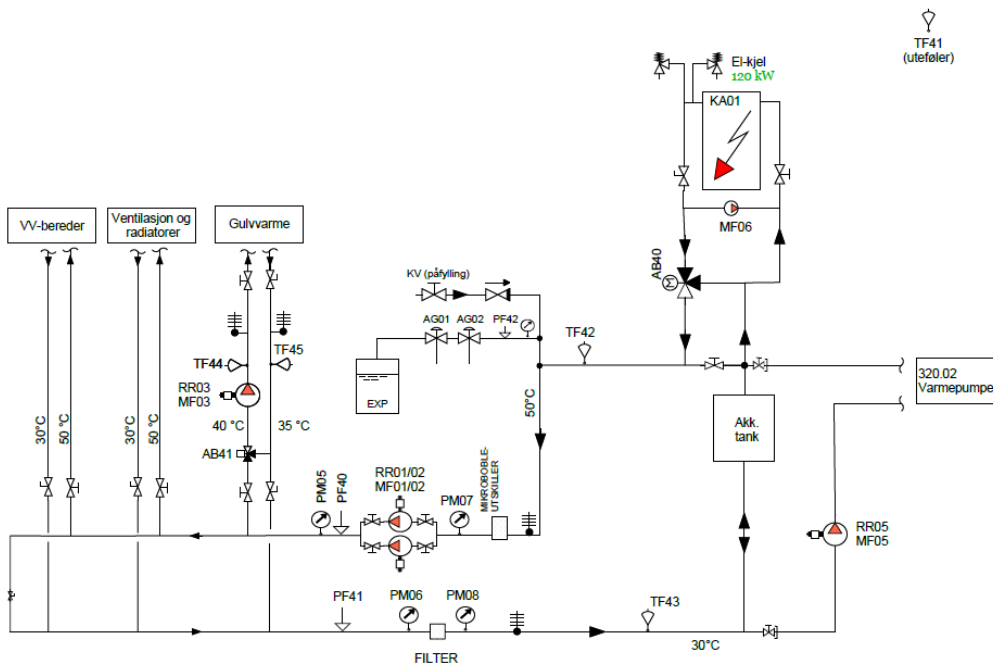 TF41
(uteføler)
El-kjel
120 kW
KA01
MF06
AB40
VV-bereder
Ventilasjon og
radiatorer
Gulvvarme
KV (påfylling)
AG01
AG02
PF42
TF42
EXP
TF44
TF45
RR03
MF03
30°C
50 °C
30°C
50 °C
40 °C
35 °C
AB41
50°C
320.02
Varmepumpe
Akk.
tank
PM05
PF40
RR01/02
MF01/02
PM07
MIKROBOBLE-
UTSKILLER
RR05
MF05
PF41
PM06
PM08
FILTER
TF43
30°C